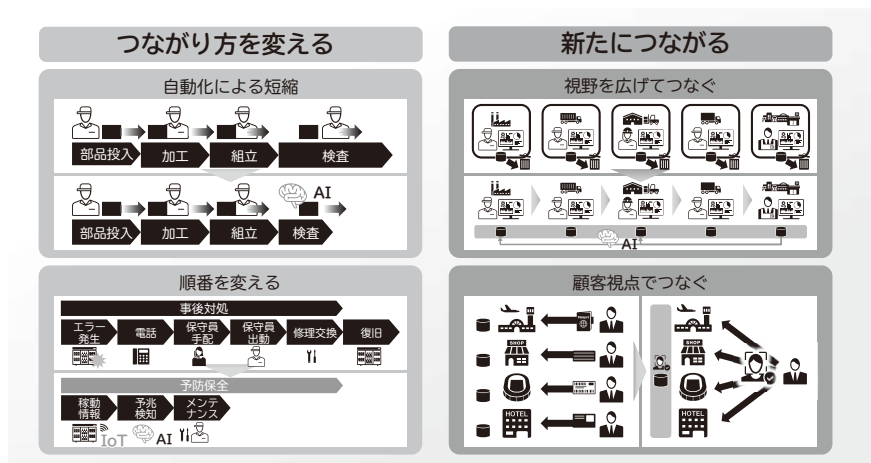 つながり方を変える
自動化による短縮
部品投入
加工
組立
検査
AI
部品投入
加工
組立
検査
順番を変える
事後対処
エラー
発生
電話
保守員
手配
保守員
出動
修理交換
復旧
予防保全
稼動
情報
予兆
検知
メンテ
ナンス
IoT
AI
新たにつながる
視野を広げてつなぐ
AI
顧客視点でつなぐ
SHOP
HOTEL
SHOP
HOTEL